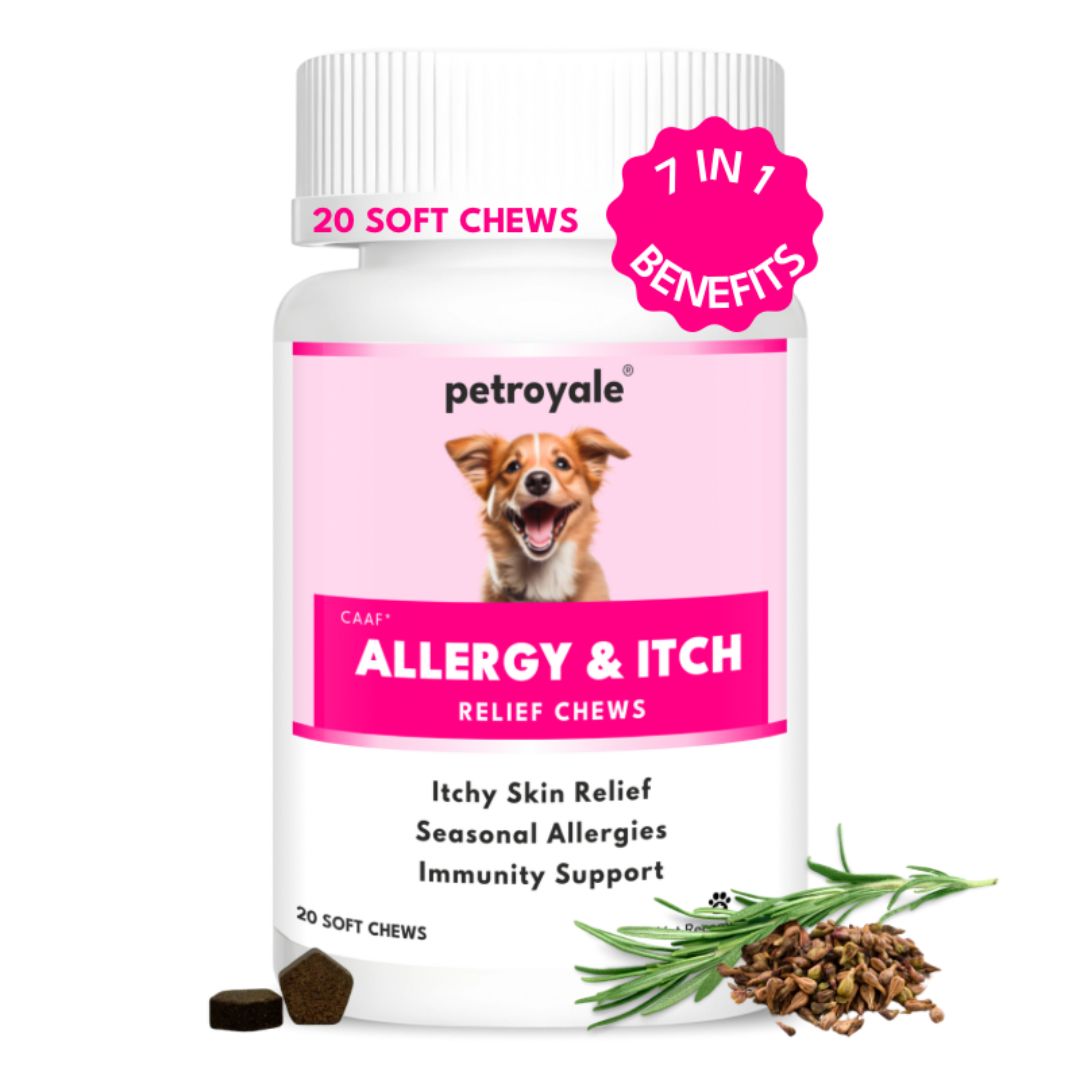 20 SOFT CHEWS
7 IN 1
BENEFITS
petroyale®
CAAF*
ALLERGY & ITCH
RELIEF CHEWS
Itchy Skin Relief
Seasonal Allergies
Immunity Support
20 SOFT CHEWS